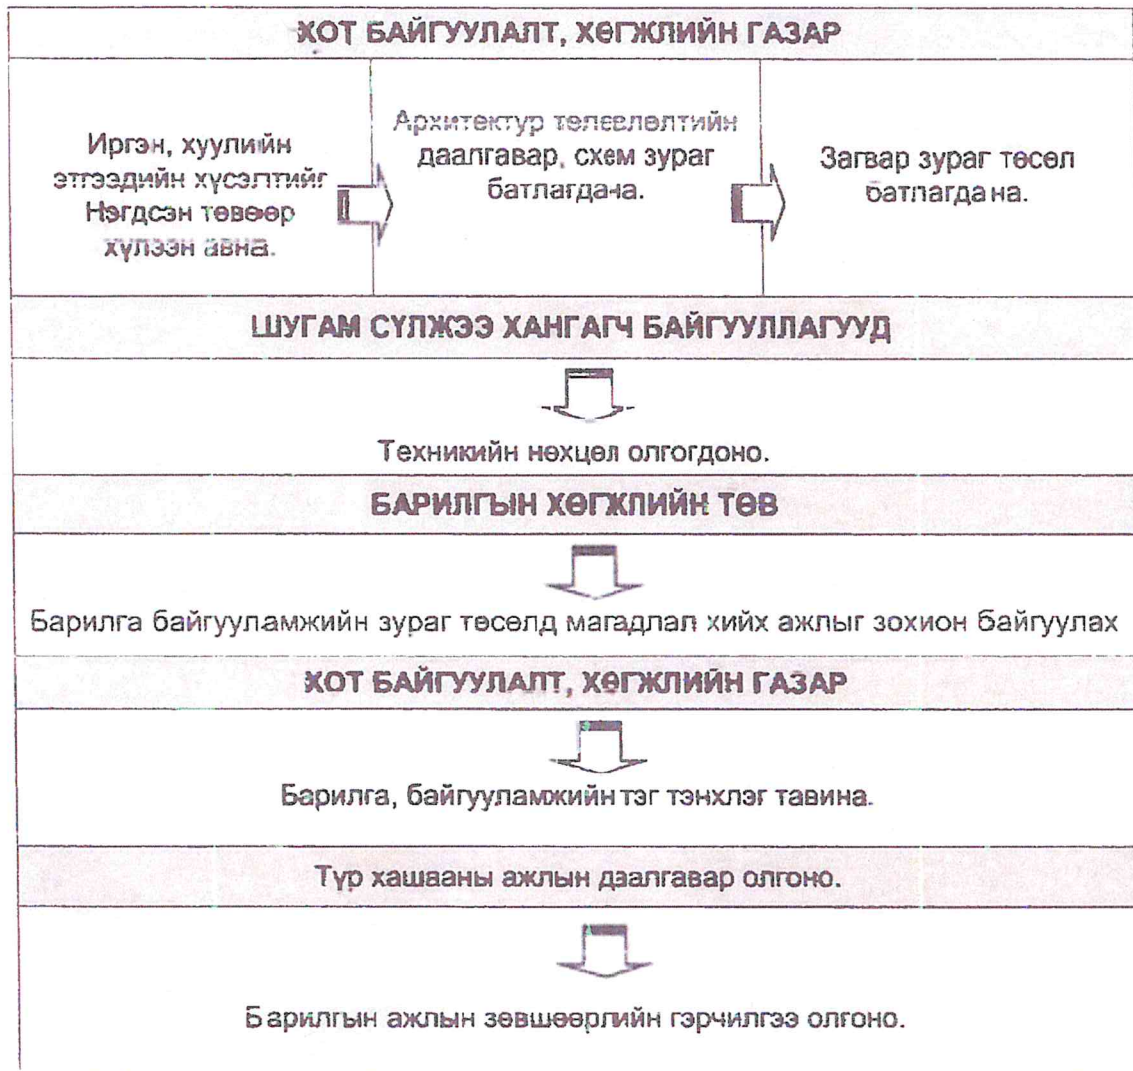 ХОТ БАЙГУУЛАЛТ, ХӨГЖЛИЙН ГАЗАР
Иргэн, хуулийн
этгээдийн хүсэлтийг
Нэгдсэн төвөөр
хүлээн авна.
Архитектур төлөвлөлтийн
даалгавар, схем зураг
батлагдана.
Загвар зураг төсөл
батлагдана.
ШУГАМ СҮЛЖЭЭ ХАНГАГЧ БАЙГУУЛЛАГУУД
Техникийн нөхцөл олгогдоно.
БАРИЛГЫН ХӨГЖЛИЙН ТӨВ
Барилга байгууламжийн зураг төсөлд магадлал хийх ажлыг зохион байгуулах
ХОТ БАЙГУУЛАЛТ, ХӨГЖЛИЙН ГАЗАР
Барилга, байгууламжийн тэг тэнхлэг тавина.
Түр хашааны ажлын даалгавар олгоно.
Барилгын ажлын зөвшөөрлийн гэрчилгээ олгоно.